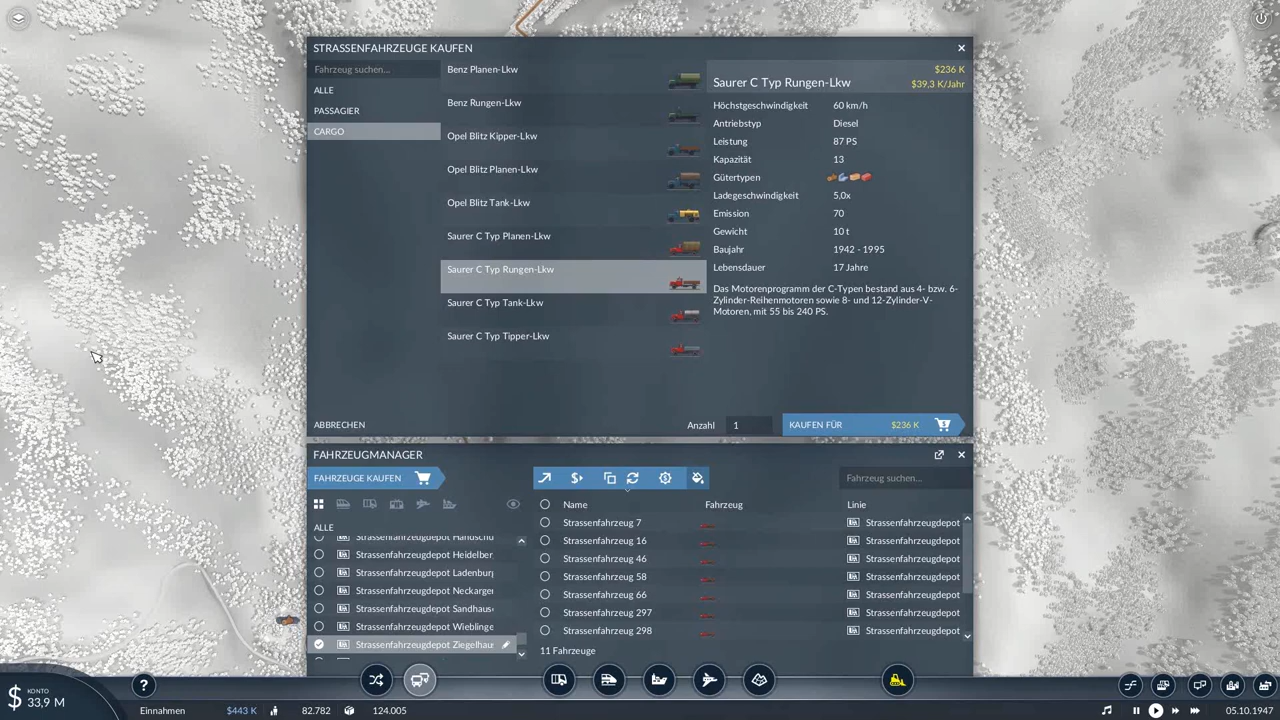 STRASSENFAHRZEUGE KAUFEN
Fahrzeug suchen...
ALLE
PASSAGIER
CARGO
Benz Planen-Lkw
Benz Rungen-Lkw
Opel Blitz Kipper-Lkw
Opel Blitz Planen-Lkw
Opel Blitz Tank-Lkw
Saurer C Typ Planen-Lkw
Saurer C Typ Rungen-Lkw
Saurer C Typ Tank-Lkw
Saurer C Typ Tipper-Lkw
$236 K
Saurer C Typ Rungen-Lkw
$39,3 K/Jahr
Höchstgeschwindigkeit 60 km/h
Antriebstyp Diesel
Leistung 87 PS
Kapazität 13
Gütertypen
Ladegeschwindigkeit 5,0x
Emission 70
Gewicht 10 t
Baujahr 1942 - 1995
Lebensdauer 17 Jahre
Das Motorenprogramm der C-Typen bestand aus 4- bzw. 6-
Zylinder-Reihenmotoren sowie 8- und 12-Zylinder-V-
Motoren, mit 55 bis 240 PS.
ABBRECHEN
Anzahl 1
KAUFEN FÜR $236 K
FAHRZEUGMANAGER
FAHRZEUGE KAUFEN
Fahrzeug suchen...
ALLE
Strassenfahrzeugdepot Handschu
Strassenfahrzeugdepot Heidelber
Strassenfahrzeugdepot Ladenburg
Strassenfahrzeugdepot Neckarge
Strassenfahrzeugdepot Sandhaus
Strassenfahrzeugdepot Wieblinge
Strassenfahrzeugdepot Ziegelhau
Name Fahrzeug Linie
Strassenfahrzeug 7 Strassenfahrzeugdepot
Strassenfahrzeug 16 Strassenfahrzeugdepot
Strassenfahrzeug 46 Strassenfahrzeugdepot
Strassenfahrzeug 58 Strassenfahrzeugdepot
Strassenfahrzeug 66 Strassenfahrzeugdepot
Strassenfahrzeug 297 Strassenfahrzeugdepot
Strassenfahrzeug 298 Strassenfahrzeugdepot
11 Fahrzeuge
$ KONTO
33,9 M
?
Einnahmen $443 K 82.782 124.005
05.10.1947